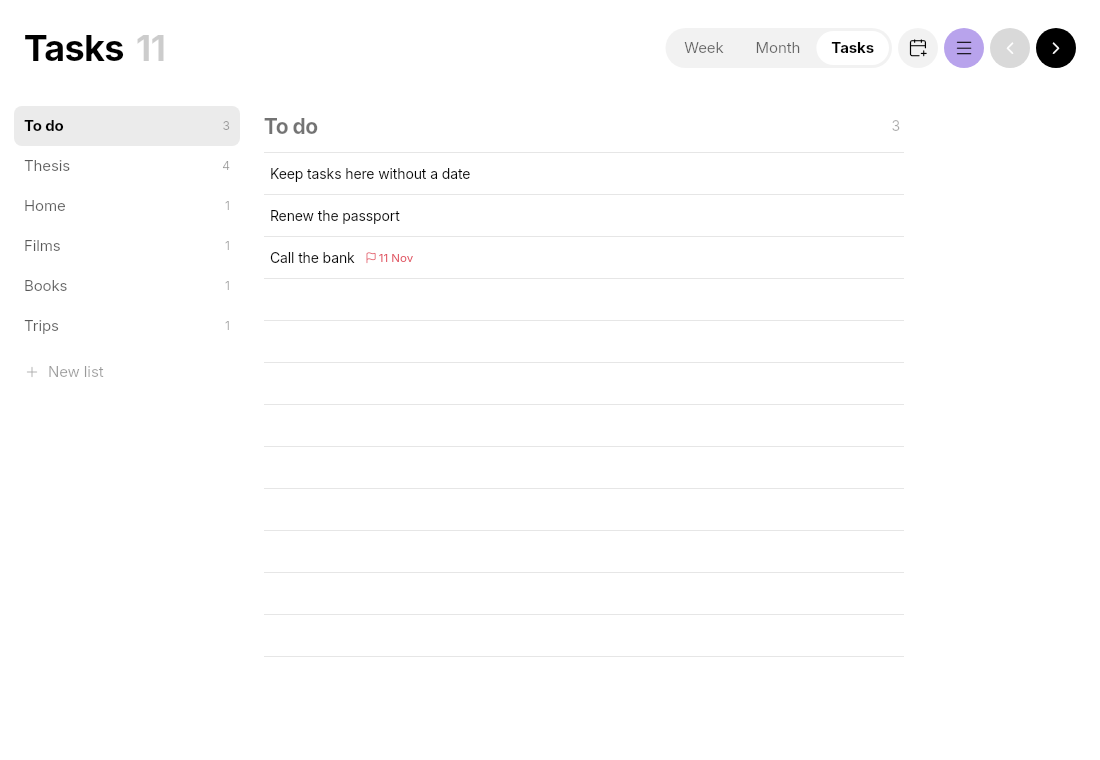 Tasks 11
Week Month Tasks
To do 3
Thesis 4
Home 1
Films 1
Books 1
Trips 1
New list
To do 3
Keep tasks here without a date
Renew the passport
Call the bank 11 Nov